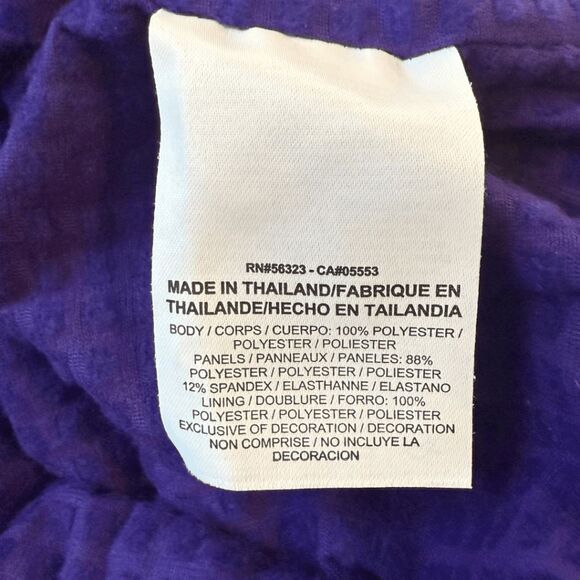 RN#56323 - CA#05553
MADE IN THAILAND/FABRIQUE EN
THAILANDE/HECHO EN TAILANDIA
BODY / CORPS / CUERPO: 100% POLYESTER /
POLYESTER / POLIESTER
PANELS / PANNEAUX / PANELES: 88%
POLYESTER / POLYESTER / POLIESTER
12% SPANDEX / ELASTHANNE / ELASTANO
LINING / DOUBLURE / FORRO: 100%
POLYESTER / POLYESTER / POLIESTER
EXCLUSIVE OF DECORATION / DECORATION
NON COMPRISE / NO INCLUYE LA
DECORACION